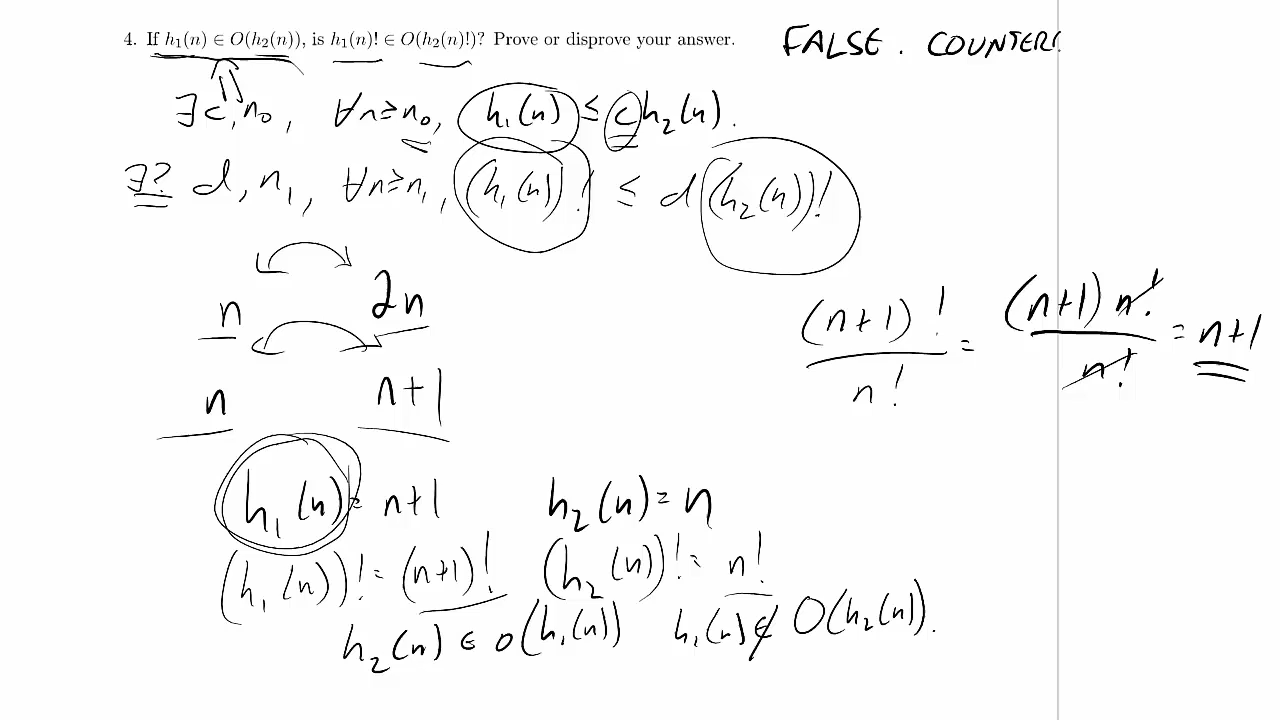 4. If h₁(n) ∈ O(h₂(n)), is h₁(n)! ∈ O(h₂(n)!)? Prove or disprove your answer.
FALSE. COUNTER
∃ c, n₀, ∀n≥n₀, h₁(n) ≤ c h₂(n).
∃? d, n₁, ∀n≥n₁, (h₁(n))! ≤ d (h₂(n))!
n 2n
n n+1
(n+1)! / n! = (n+1) n! / n! = n+1
h₁(n) = n+1 h₂(n) = n
(h₁(n))! = (n+1)! (h₂(n))! = n!
h₂(n) ∈ o(h₁(n)) h₁(n) ∉ O(h₂(n)).